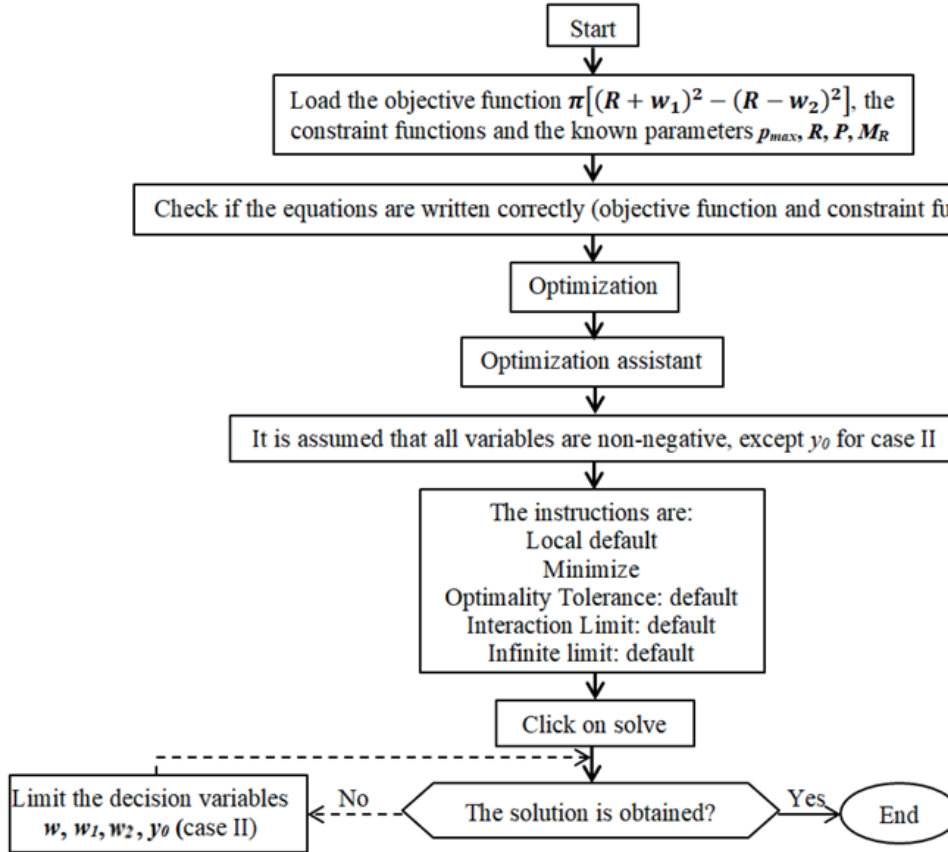 Start
Load the objective function π[(R + w₁)² − (R − w₂)²], the
constraint functions and the known parameters pₘₐₓ, R, P, M_R
Check if the equations are written correctly (objective function and constraint
Optimization
Optimization assistant
It is assumed that all variables are non-negative, except y₀ for case II
The instructions are:
Local default
Minimize
Optimality Tolerance: default
Interaction Limit: default
Infinite limit: default
Click on solve
Limit the decision variables
w, w₁, w₂, y₀ (case II)
No
The solution is obtained?
Yes
End